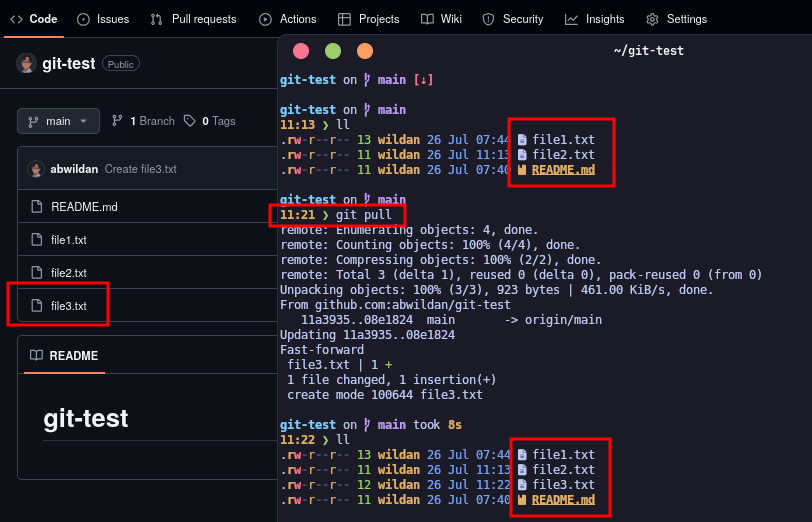 Code Issues Pull requests Actions Projects Wiki Security Insights Settings
git-test Public
main 1 Branch 0 Tags
abwildan Create file3.txt
README.md
file1.txt
file2.txt
file3.txt
README
git-test
~/git-test
git-test on main [↓]
git-test on main
11:13 ❯ ll
.rw-r--r-- 13 wildan 26 Jul 07:44 file1.txt
.rw-r--r-- 11 wildan 26 Jul 11:13 file2.txt
.rw-r--r-- 11 wildan 26 Jul 07:40 README.md
git-test on main
11:21 ❯ git pull
remote: Enumerating objects: 4, done.
remote: Counting objects: 100% (4/4), done.
remote: Compressing objects: 100% (2/2), done.
remote: Total 3 (delta 1), reused 0 (delta 0), pack-reused 0 (from 0)
Unpacking objects: 100% (3/3), 923 bytes | 461.00 KiB/s, done.
From github.com:abwildan/git-test
11a3935..08e1824 main -> origin/main
Updating 11a3935..08e1824
Fast-forward
file3.txt | 1 +
1 file changed, 1 insertion(+)
create mode 100644 file3.txt
git-test on main took 8s
11:22 ❯ ll
.rw-r--r-- 13 wildan 26 Jul 07:44 file1.txt
.rw-r--r-- 11 wildan 26 Jul 11:13 file2.txt
.rw-r--r-- 12 wildan 26 Jul 11:22 file3.txt
.rw-r--r-- 11 wildan 26 Jul 07:40 README.md